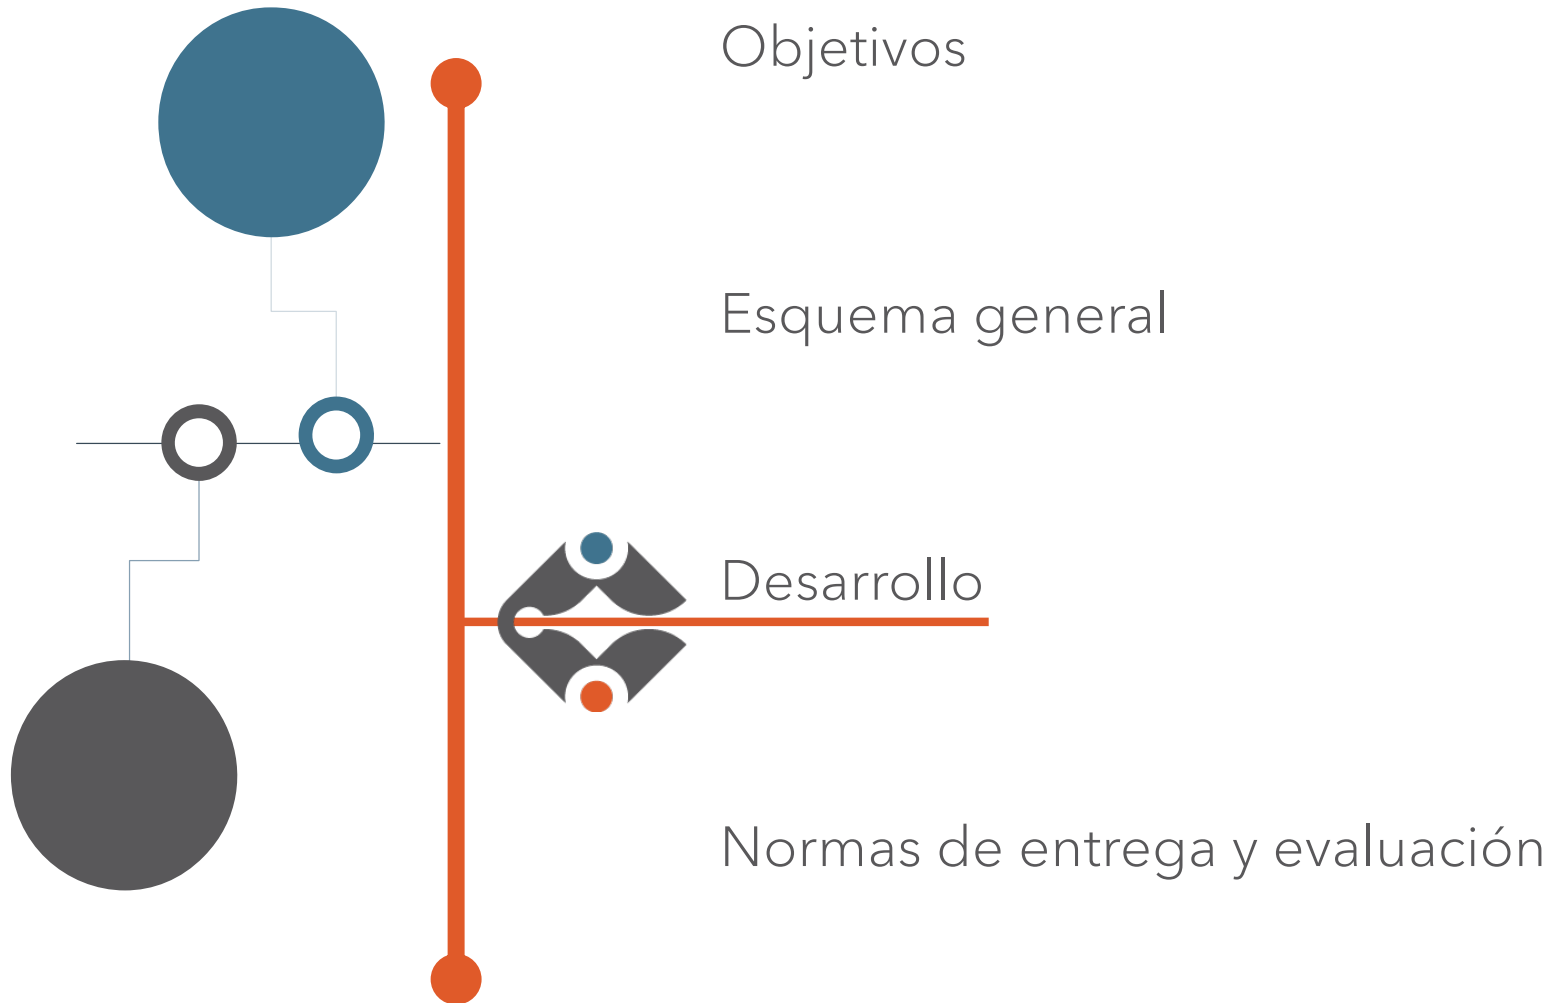 Objetivos
Esquema general
Desarrollo
Normas de entrega y evaluación